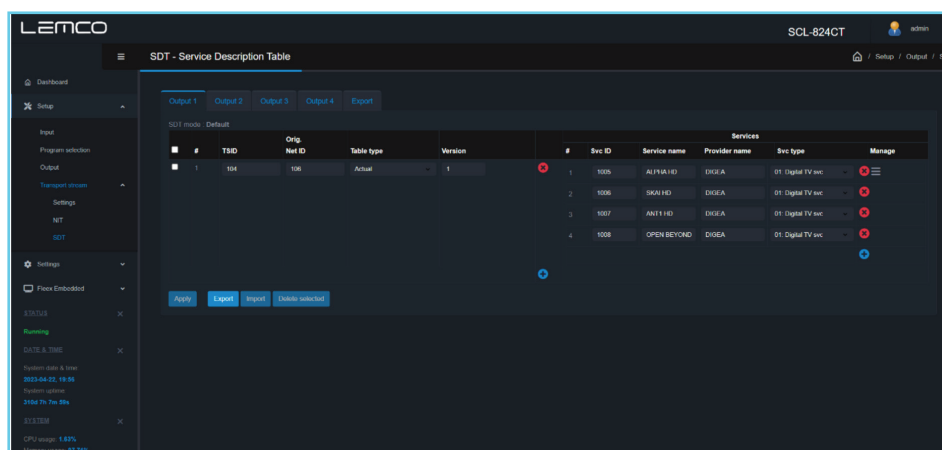 LEMCO
SCL-824CT
admin
SDT - Service Description Table
/ Setup / Output / S
Dashboard
Setup
Input
Program selection
Output
Transport stream
Settings
NIT
SDT
Settings
Fleex Embedded
STATUS
Running
DATE & TIME
System date & time
2023-04-22, 19:56
System uptime
310d 7h 7m 59s
SYSTEM
CPU usage: 1.63%
Output 1 Output 2 Output 3 Output 4 Export
SDT mode : Default
Services
# TSID Orig. Net ID Table type Version # Svc ID Service name Provider name Svc type Manage
1 104 106 Actual 1 1 1005 ALPHA HD DIGEA 01: Digital TV svc
2 1006 SKAI HD DIGEA 01: Digital TV svc
3 1007 ANT1 HD DIGEA 01: Digital TV svc
4 1008 OPEN BEYOND DIGEA 01: Digital TV svc
Apply Export Import Delete selected